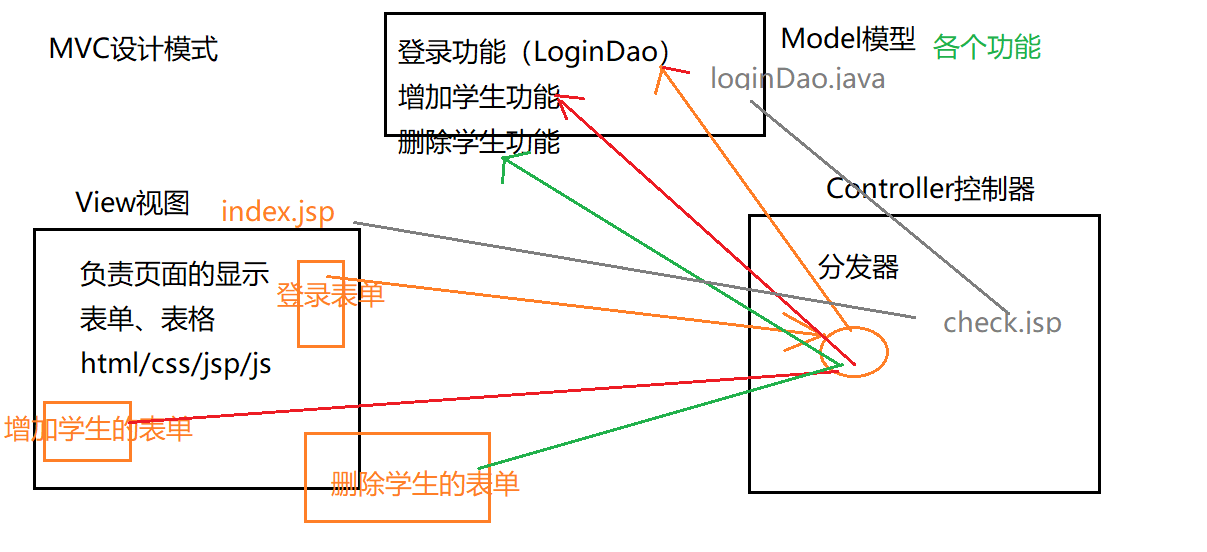 MVC设计模式
登录功能（LoginDao）
增加学生功能
删除学生功能
Model模型
各个功能
loginDao.java
View视图
index.jsp
Controller控制器
负责页面的显示
表单、表格
html/css/jsp/js
登录表单
分发器
check.jsp
增加学生的表单
删除学生的表单